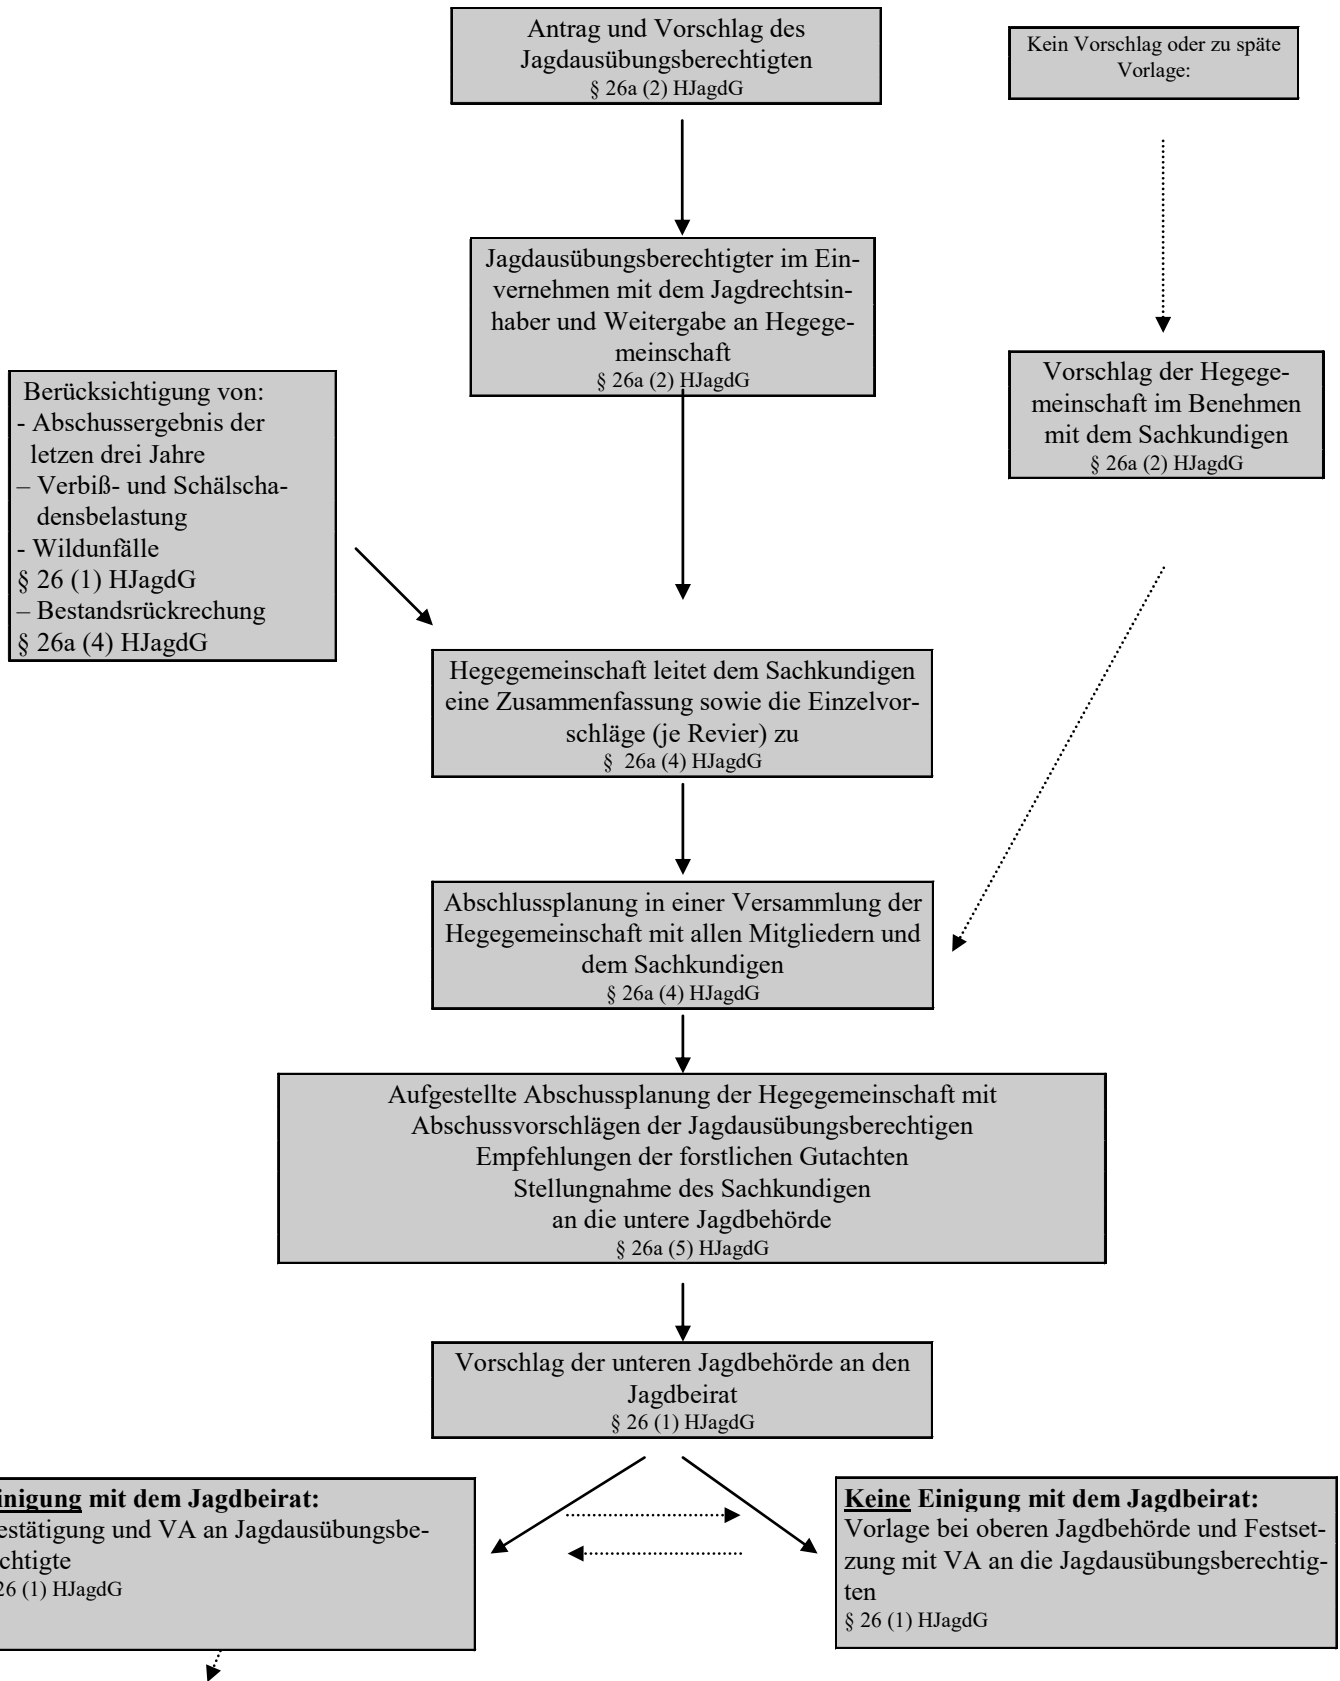 Antrag und Vorschlag des
Jagdausübungsberechtigten
§ 26a (2) HJagdG
Kein Vorschlag oder zu späte
Vorlage:
Jagdausübungsberechtigter im Ein-
vernehmen mit dem Jagdrechtsin-
haber und Weitergabe an Hegege-
meinschaft
§ 26a (2) HJagdG
Vorschlag der Hegege-
meinschaft im Benehmen
mit dem Sachkundigen
§ 26a (2) HJagdG
Berücksichtigung von:
- Abschussergebnis der
letzen drei Jahre
– Verbiß- und Schälscha-
densbelastung
- Wildunfälle
§ 26 (1) HJagdG
– Bestandsrückrechung
§ 26a (4) HJagdG
Hegegemeinschaft leitet dem Sachkundigen
eine Zusammenfassung sowie die Einzelvor-
schläge (je Revier) zu
§ 26a (4) HJagdG
Abschlussplanung in einer Versammlung der
Hegegemeinschaft mit allen Mitgliedern und
dem Sachkundigen
§ 26a (4) HJagdG
Aufgestellte Abschussplanung der Hegegemeinschaft mit
Abschussvorschlägen der Jagdausübungsberechtigen
Empfehlungen der forstlichen Gutachten
Stellungnahme des Sachkundigen
an die untere Jagdbehörde
§ 26a (5) HJagdG
Vorschlag der unteren Jagdbehörde an den
Jagdbeirat
§ 26 (1) HJagdG
inigung mit dem Jagdbeirat:
estätigung und VA an Jagdausübungsbe-
chtigte
26 (1) HJagdG
Keine Einigung mit dem Jagdbeirat:
Vorlage bei oberen Jagdbehörde und Festset-
zung mit VA an die Jagdausübungsberechtig-
ten
§ 26 (1) HJagdG